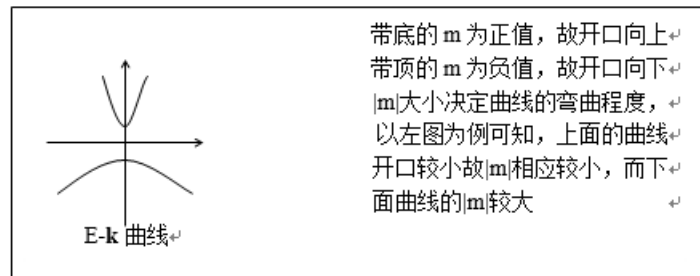 带底的 m 为正值，故开口向上
带顶的 m 为负值，故开口向下
|m|大小决定曲线的弯曲程度，
以左图为例可知，上面的曲线
开口较小故|m|相应较小，而下
面曲线的|m|较大
E-k 曲线